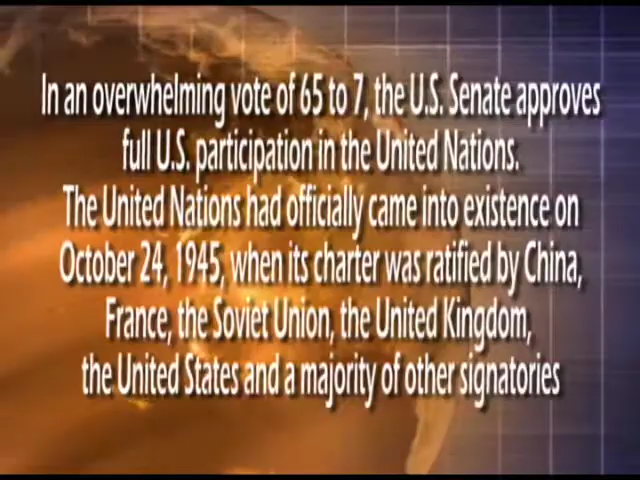 In an overwhelming vote of 65 to 7, the U.S. Senate approves
full U.S. participation in the United Nations.
The United Nations had officially came into existence on
October 24, 1945, when its charter was ratified by China,
France, the Soviet Union, the United Kingdom,
the United States and a majority of other signatories